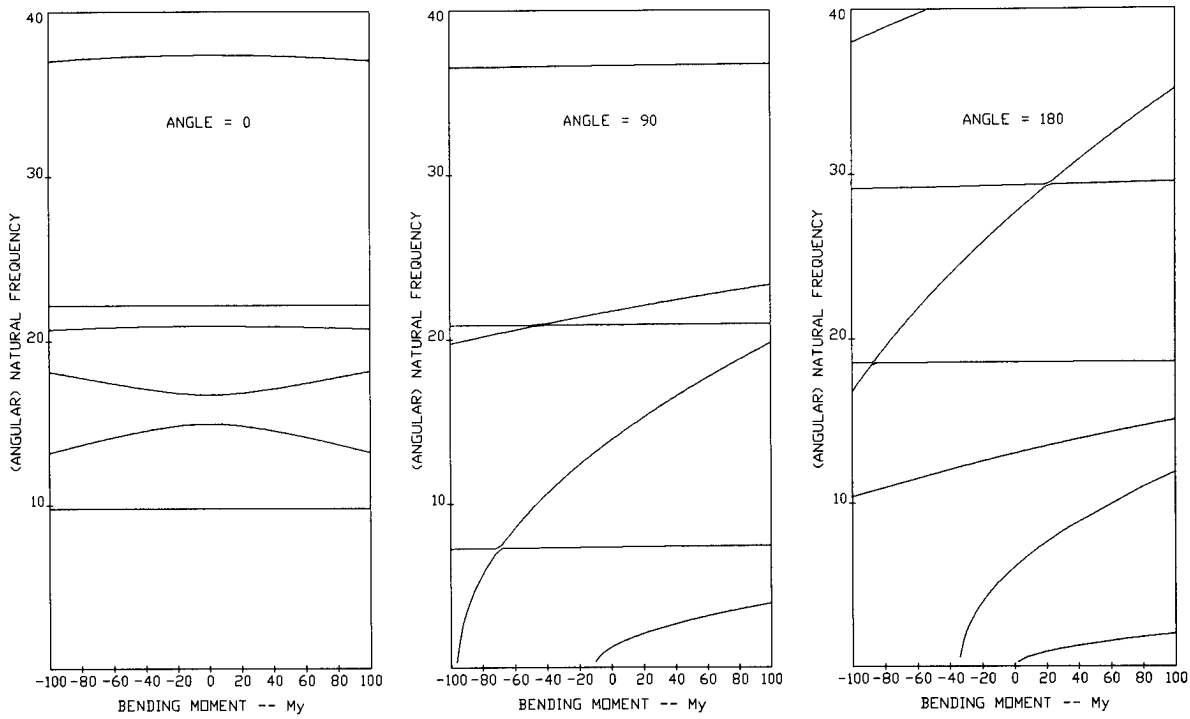 40
30
20
10
(ANGULAR) NATURAL FREQUENCY
ANGLE = 0
-100 -80 -60 -40 -20 0 20 40 60 80 100
BENDING MOMENT -- My
40
30
20
10
(ANGULAR) NATURAL FREQUENCY
ANGLE = 90
-100 -80 -60 -40 -20 0 20 40 60 80 100
BENDING MOMENT -- My
40
30
20
10
(ANGULAR) NATURAL FREQUENCY
ANGLE = 180
-100 -80 -60 -40 -20 0 20 40 60 80 100
BENDING MOMENT -- My